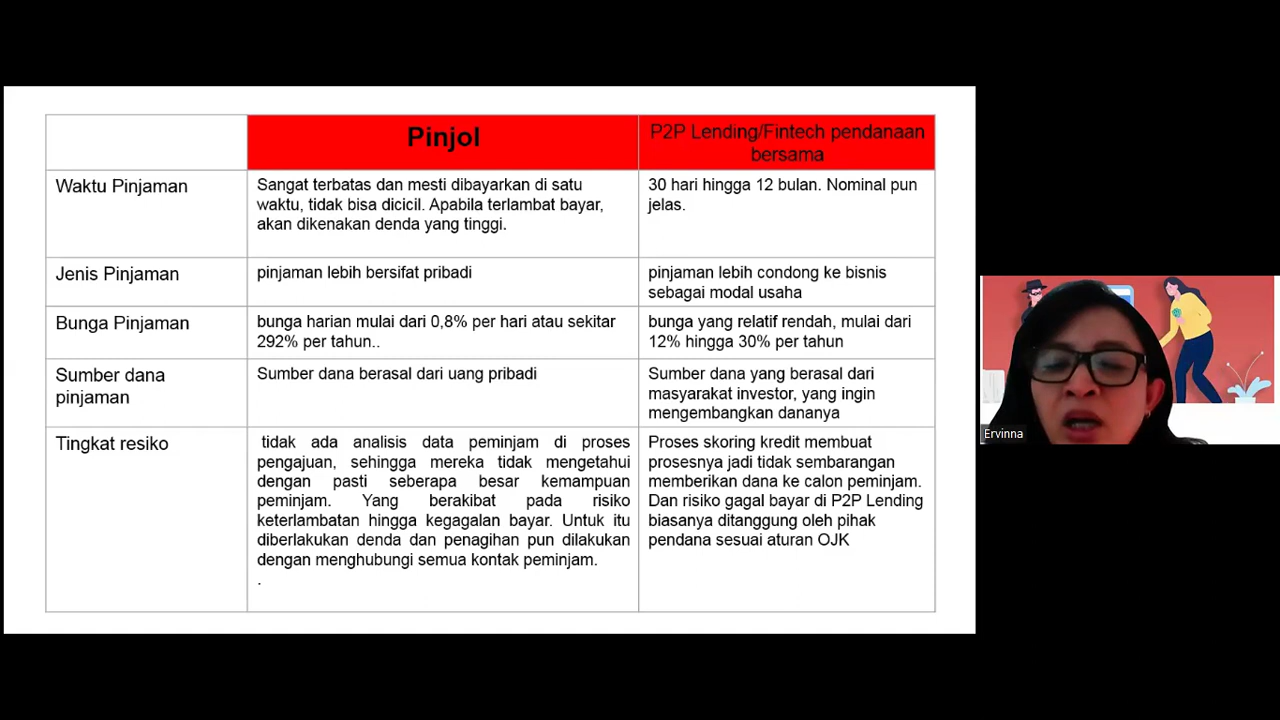 Pinjol
P2P Lending/Fintech pendanaan
bersama
Waktu Pinjaman
Sangat terbatas dan mesti dibayarkan di satu
waktu, tidak bisa dicicil. Apabila terlambat bayar,
akan dikenakan denda yang tinggi.
30 hari hingga 12 bulan. Nominal pun
jelas.
Jenis Pinjaman
pinjaman lebih bersifat pribadi
pinjaman lebih condong ke bisnis
sebagai modal usaha
Bunga Pinjaman
bunga harian mulai dari 0,8% per hari atau sekitar
292% per tahun..
bunga yang relatif rendah, mulai dari
12% hingga 30% per tahun
Sumber dana
pinjaman
Sumber dana berasal dari uang pribadi
Sumber dana yang berasal dari
masyarakat investor, yang ingin
mengembangkan dananya
Tingkat resiko
tidak ada analisis data peminjam di proses
pengajuan, sehingga mereka tidak mengetahui
dengan pasti seberapa besar kemampuan
peminjam. Yang berakibat pada risiko
keterlambatan hingga kegagalan bayar. Untuk itu
diberlakukan denda dan penagihan pun dilakukan
dengan menghubungi semua kontak peminjam.
.
Proses skoring kredit membuat
prosesnya jadi tidak sembarangan
memberikan dana ke calon peminjam.
Dan risiko gagal bayar di P2P Lending
biasanya ditanggung oleh pihak
pendana sesuai aturan OJK
Ervinna